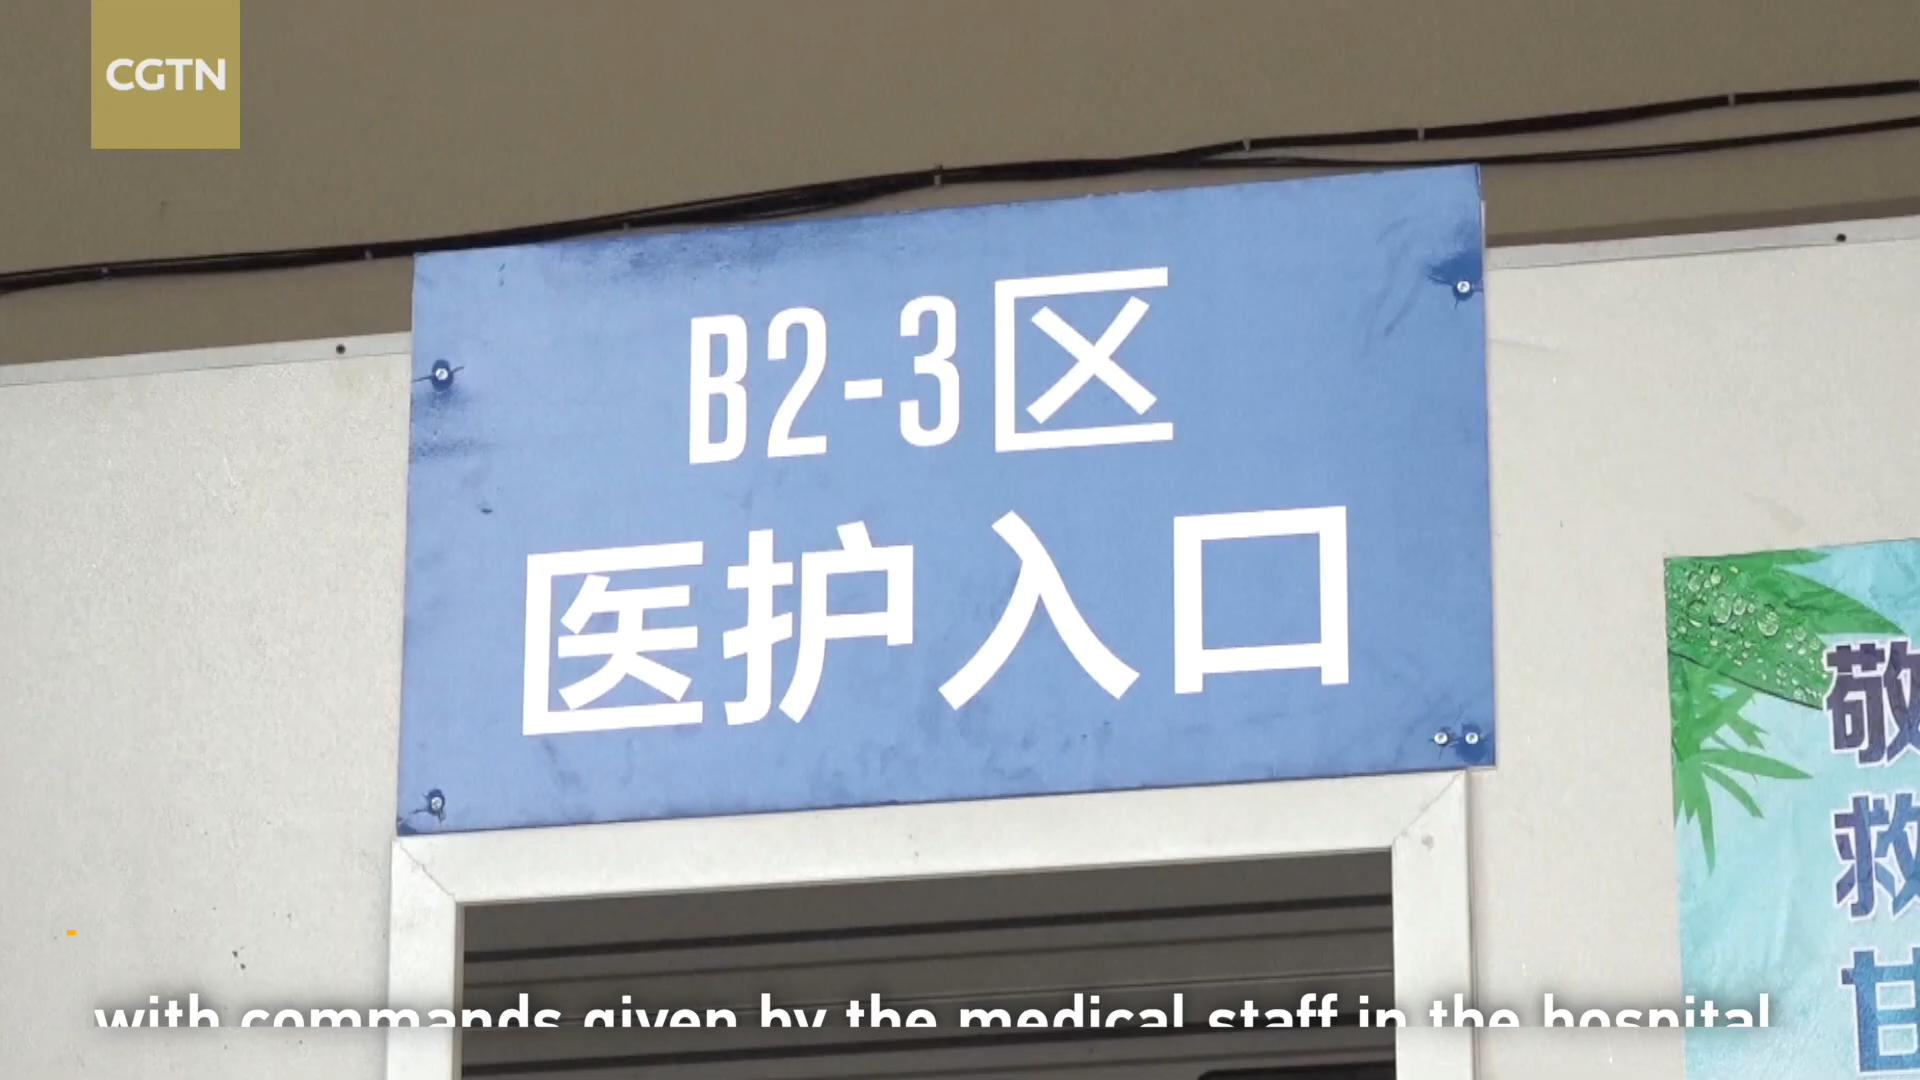 CGTN
B2-3区
医护入口
敬
救
甘
with commands given by the medical staff in the hospital